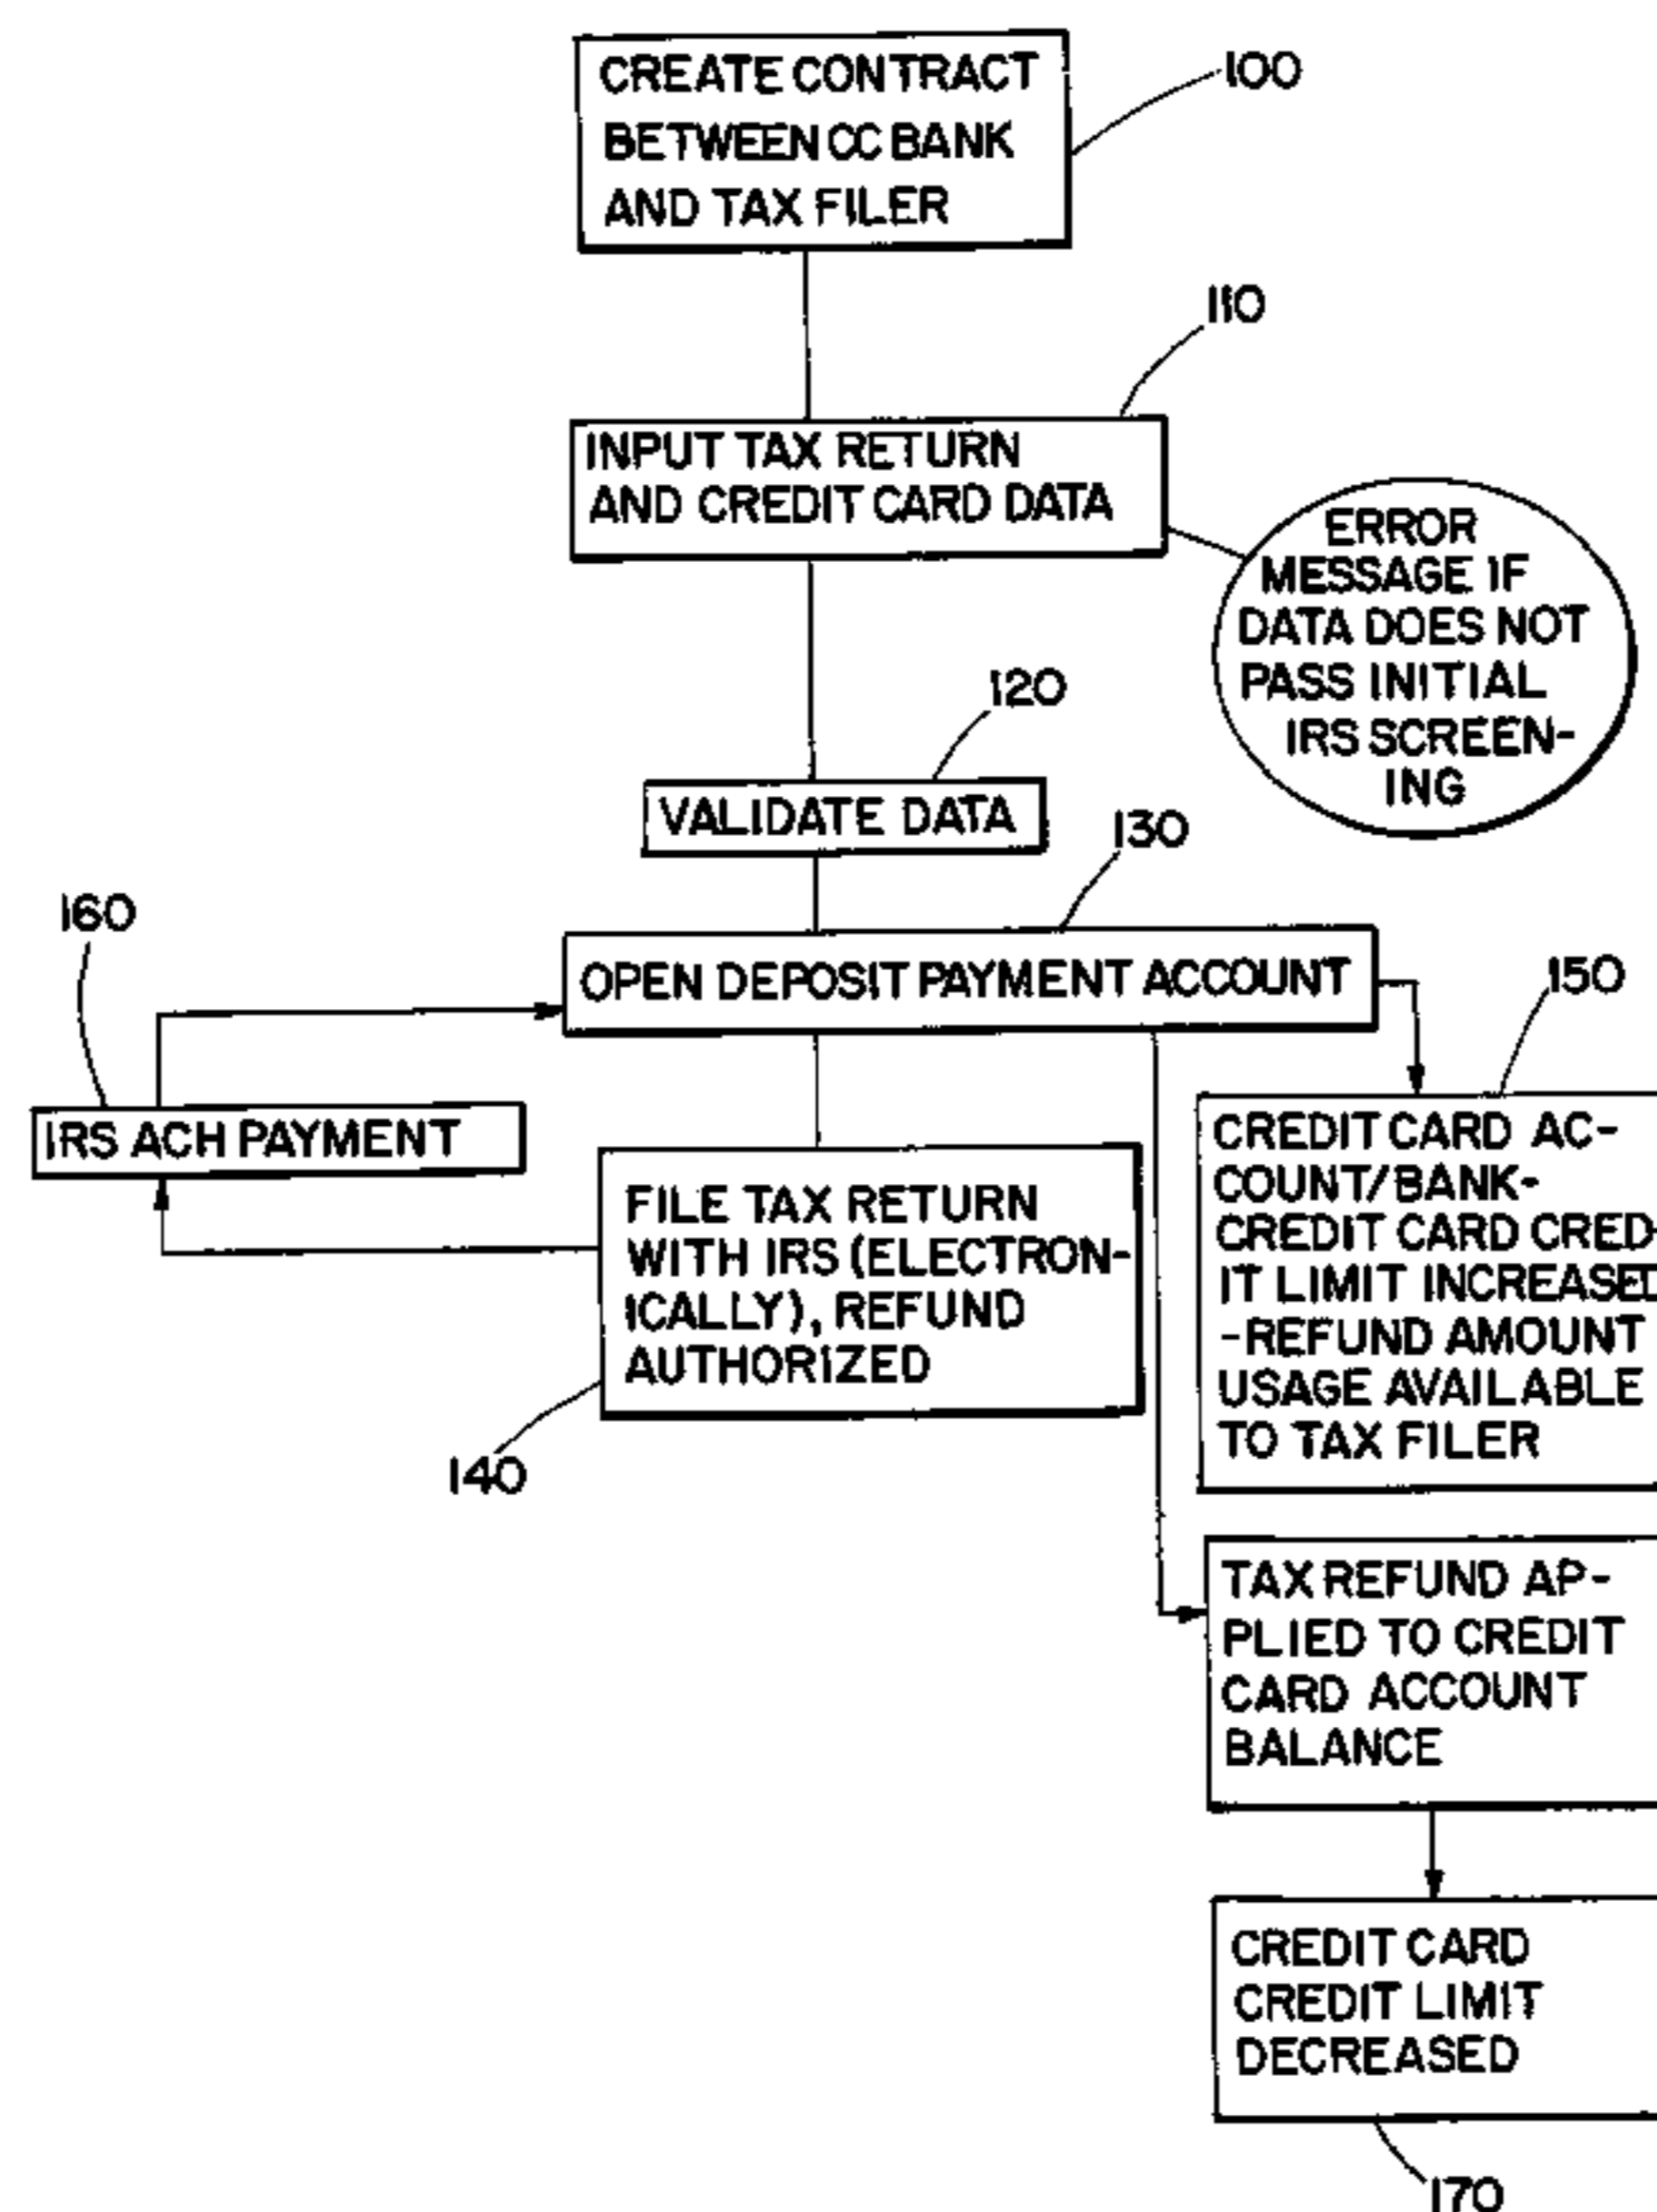 CREATE CONTRACT
BETWEEN CC BANK
AND TAX FILER
100
110
INPUT TAX RETURN
AND CREDIT CARD DATA
ERROR
MESSAGE IF
DATA DOES NOT
PASS INITIAL
IRS SCREEN-
ING
120
VALIDATE DATA
130
160
OPEN DEPOSIT PAYMENT ACCOUNT
150
IRS ACH PAYMENT
FILE TAX RETURN
WITH IRS (ELECTRON-
ICALLY), REFUND
AUTHORIZED
140
CREDIT CARD AC-
COUNT/BANK-
CREDIT CARD CRED-
IT LIMIT INCREASED
-REFUND AMOUNT
USAGE AVAILABLE
TO TAX FILER
TAX REFUND AP-
PLIED TO CREDIT
CARD ACCOUNT
BALANCE
CREDIT CARD
CREDIT LIMIT
DECREASED
170